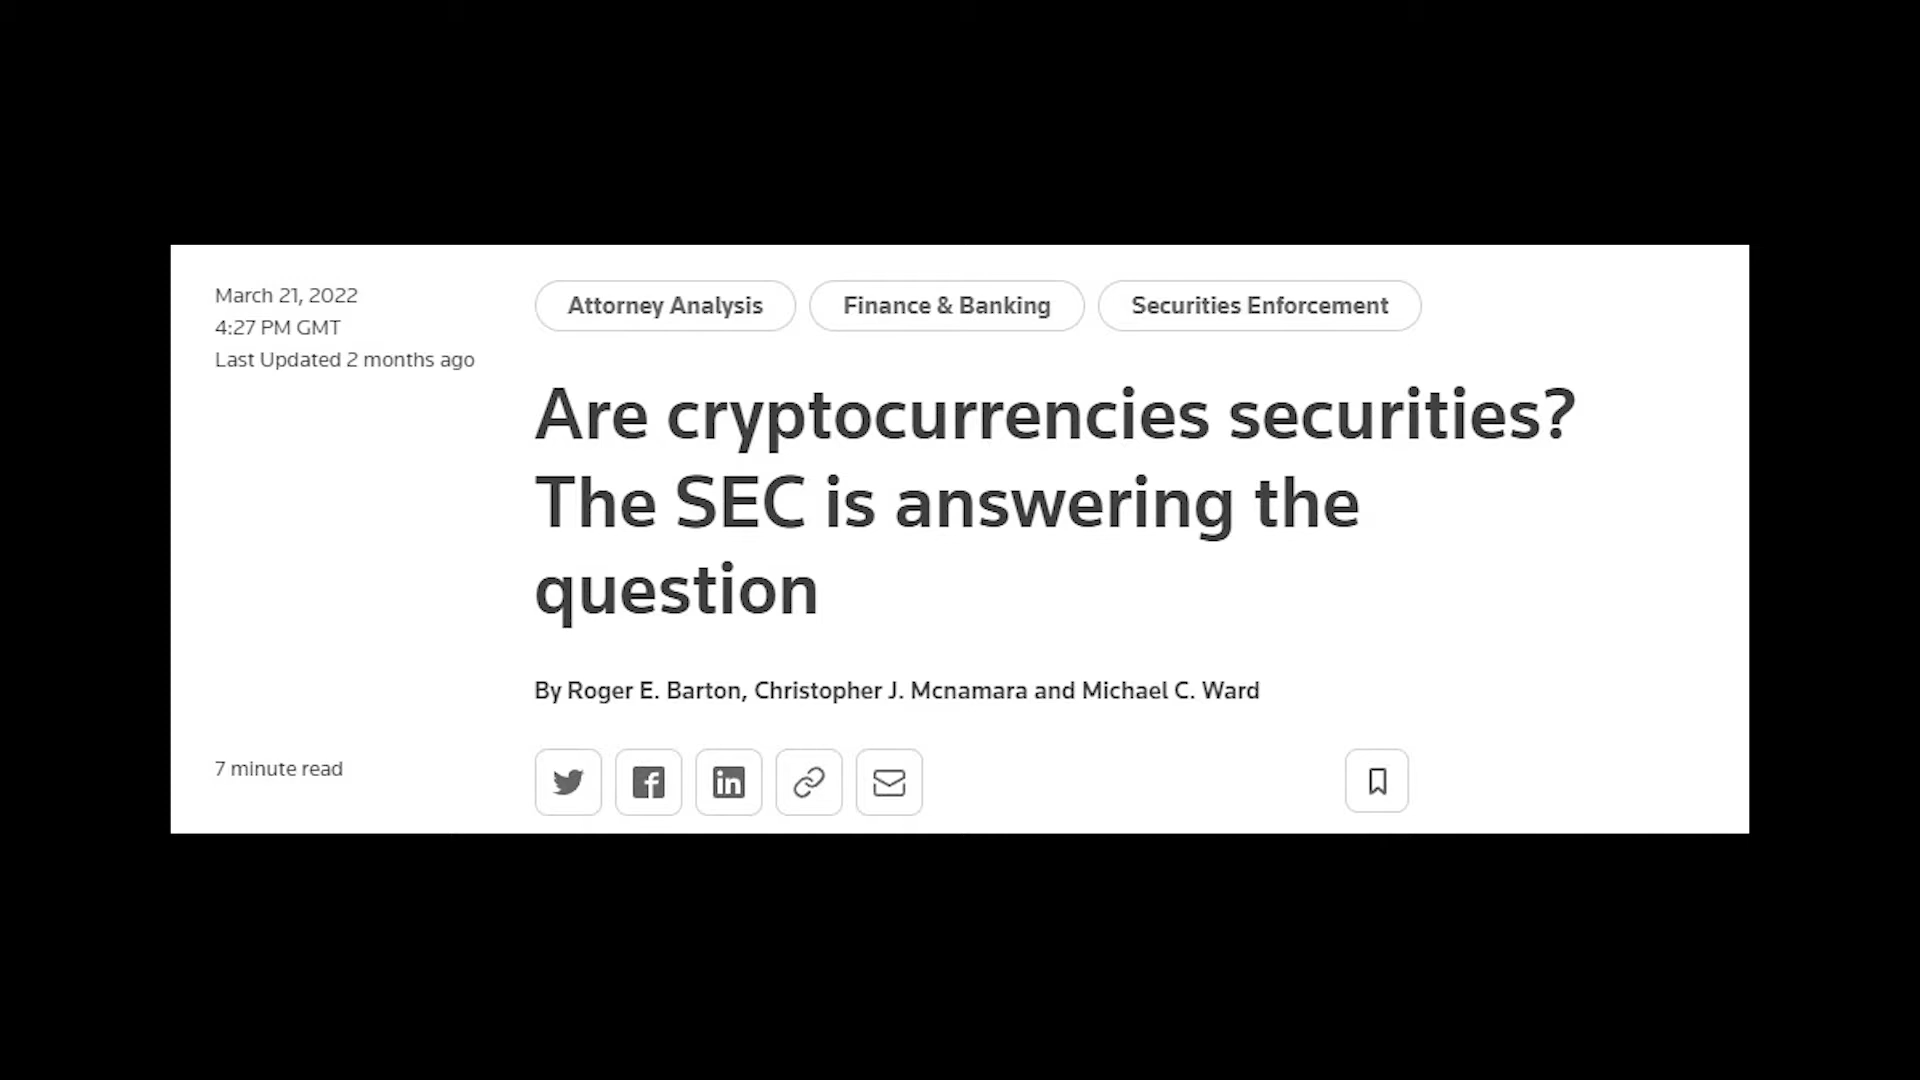 March 21, 2022
4:27 PM GMT
Last Updated 2 months ago
Attorney Analysis
Finance & Banking
Securities Enforcement
Are cryptocurrencies securities?
The SEC is answering the
question
By Roger E. Barton, Christopher J. Mcnamara and Michael C. Ward
7 minute read